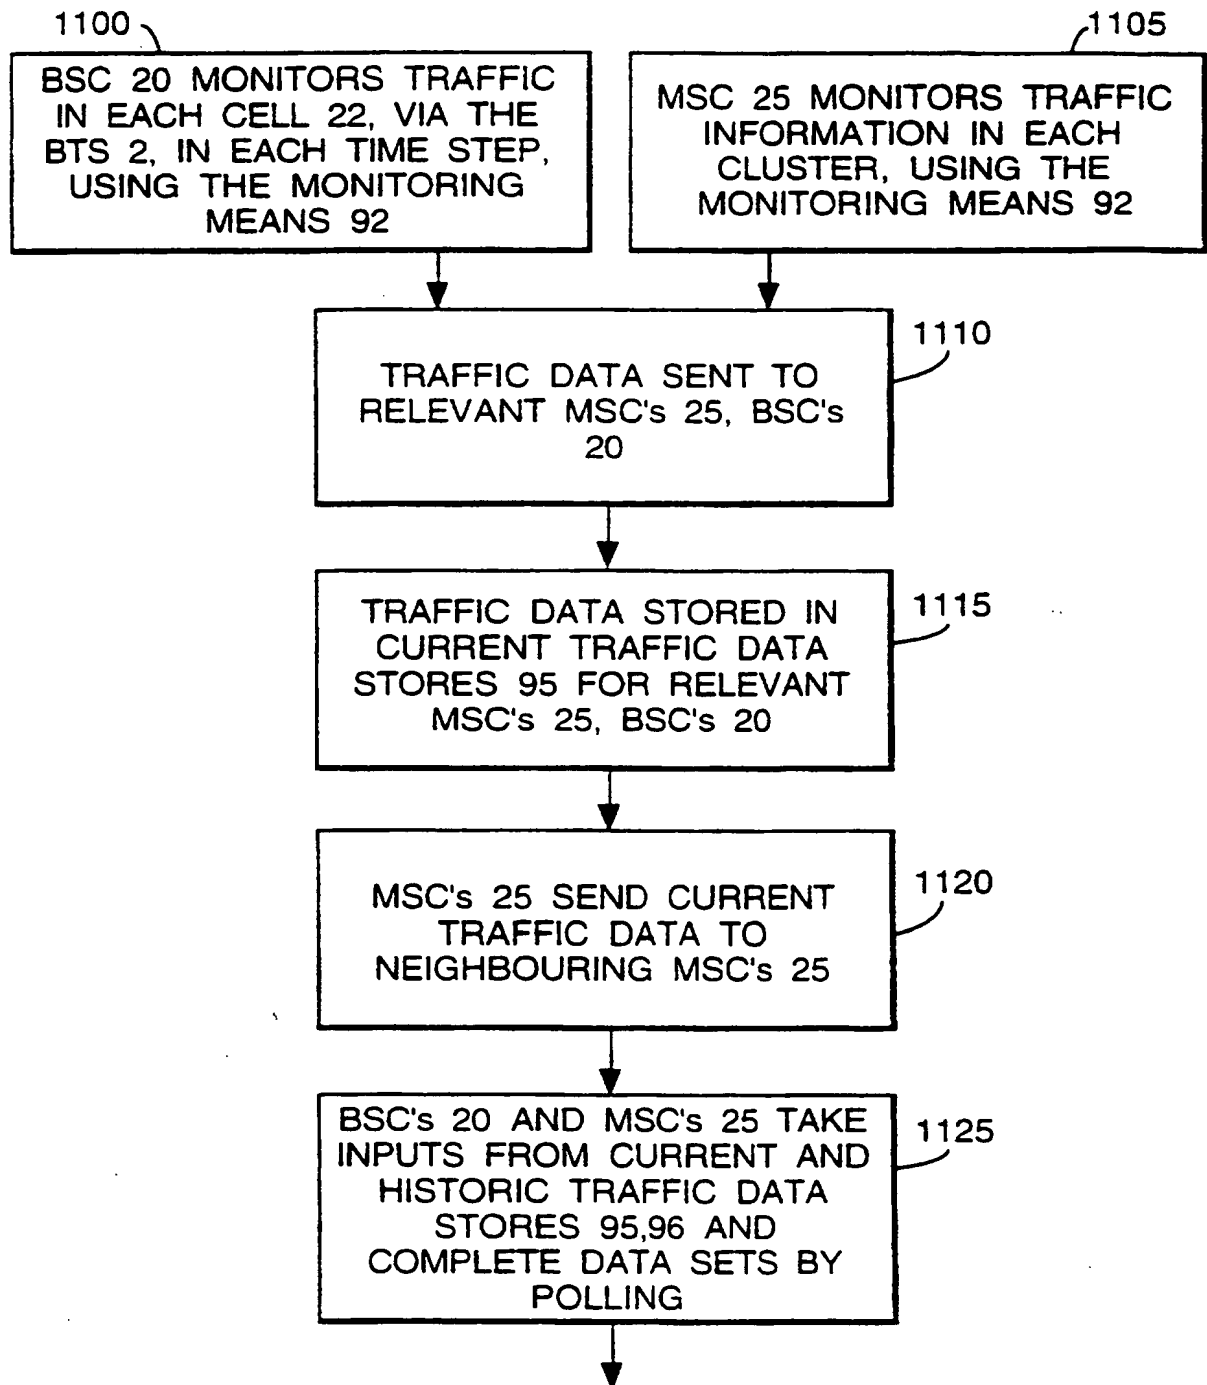 1100
BSC 20 MONITORS TRAFFIC
IN EACH CELL 22, VIA THE
BTS 2, IN EACH TIME STEP,
USING THE MONITORING
MEANS 92
1105
MSC 25 MONITORS TRAFFIC
INFORMATION IN EACH
CLUSTER, USING THE
MONITORING MEANS 92
1110
TRAFFIC DATA SENT TO
RELEVANT MSC's 25, BSC's
20
1115
TRAFFIC DATA STORED IN
CURRENT TRAFFIC DATA
STORES 95 FOR RELEVANT
MSC's 25, BSC's 20
1120
MSC's 25 SEND CURRENT
TRAFFIC DATA TO
NEIGHBOURING MSC's 25
1125
BSC's 20 AND MSC's 25 TAKE
INPUTS FROM CURRENT AND
HISTORIC TRAFFIC DATA
STORES 95,96 AND
COMPLETE DATA SETS BY
POLLING